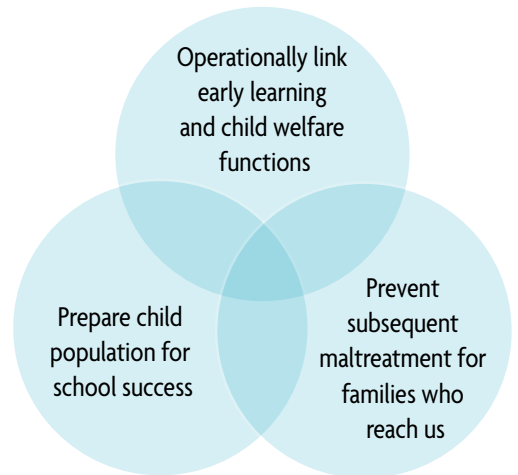 Operationally link
early learning
and child welfare
functions
Prepare child
population for
school success
Prevent
subsequent
maltreatment for
families who
reach us